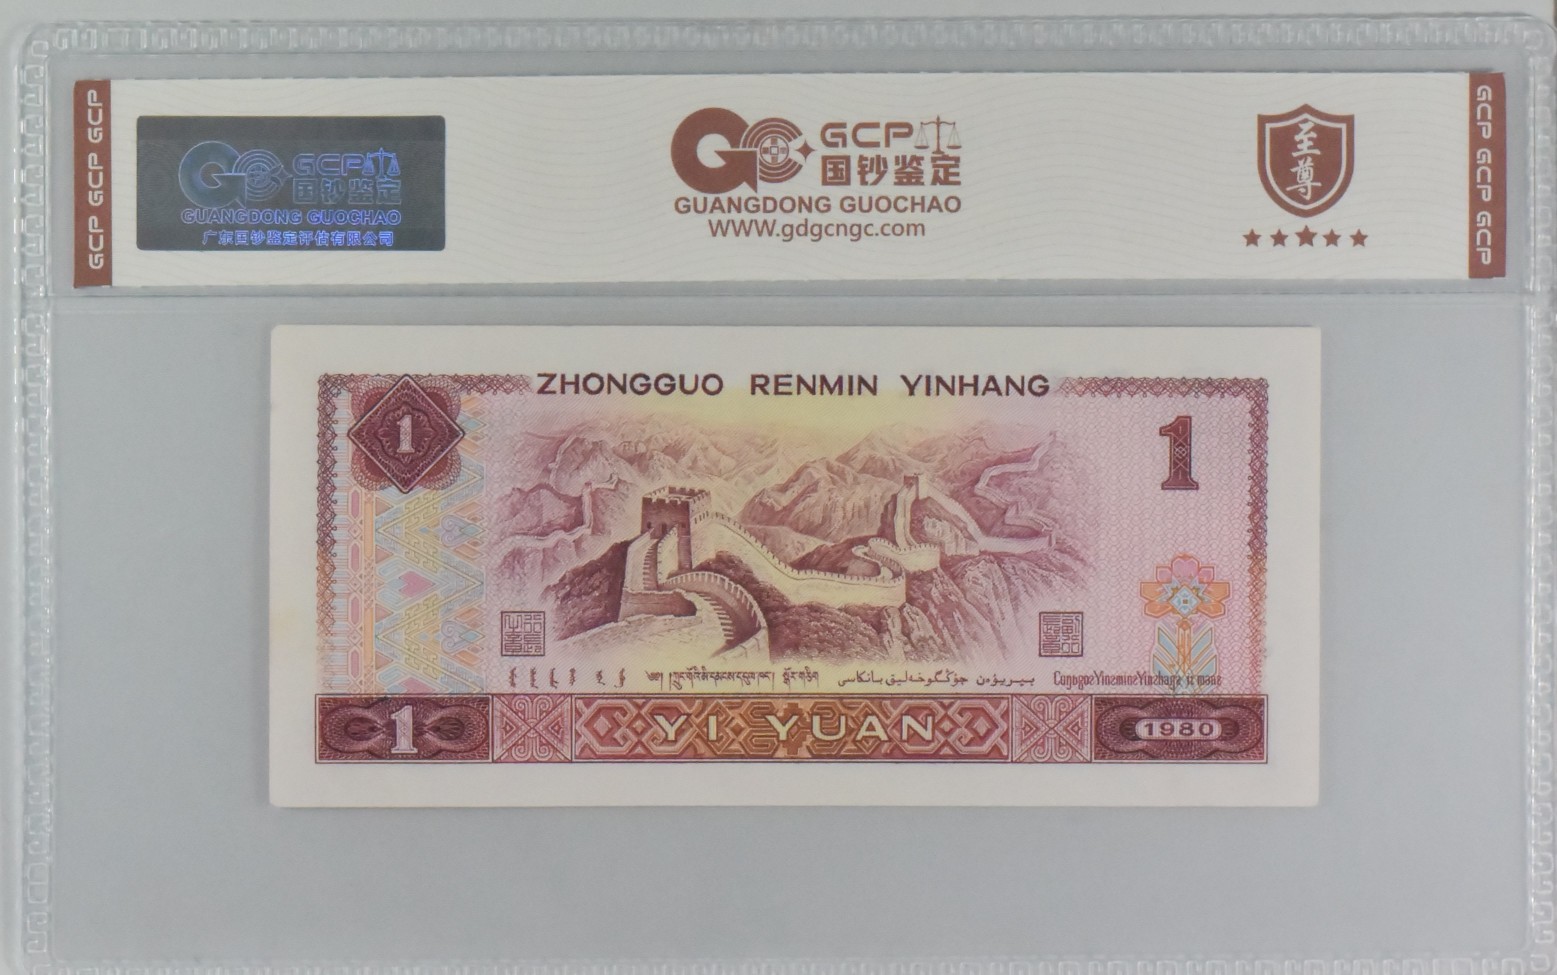 GCP GCP GCP
GCP
国钞鉴定
GUANGDONG GUOCHAO
广东国钞鉴定评估有限公司
GCP
国钞鉴定
GUANGDONG GUOCHAO
WWW.gdgcngc.com
至尊
GCP GCP GCP
ZHONGGUO RENMIN YINHANG
1
1
1
YI YUAN
1980